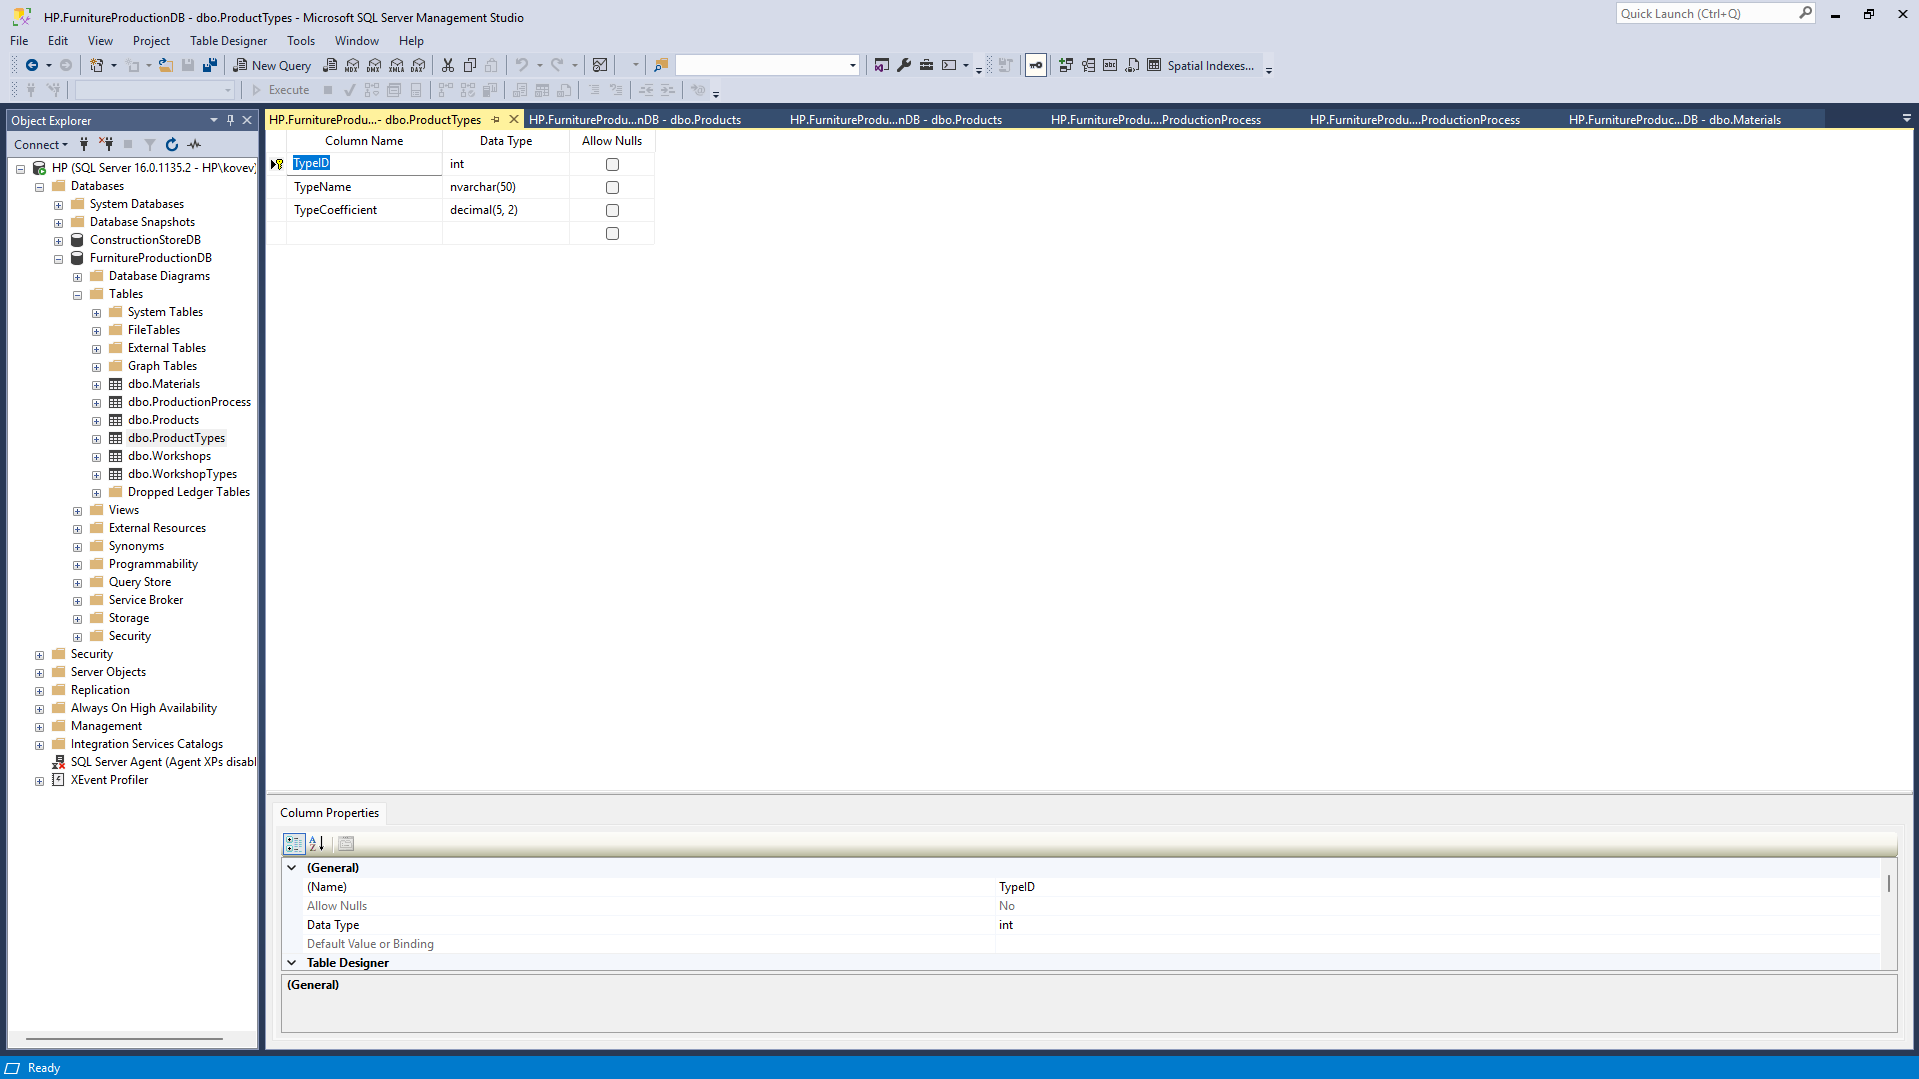 HP.FurnitureProductionDB - dbo.ProductTypes - Microsoft SQL Server Management Studio
Quick Launch (Ctrl+Q)
File Edit View Project Table Designer Tools Window Help
New Query
MDX DMX XMLA DAX
Spatial Indexes...
Execute
Object Explorer
HP.FurnitureProdu...- dbo.ProductTypes
HP.FurnitureProdu...nDB - dbo.Products
HP.FurnitureProdu...nDB - dbo.Products
HP.FurnitureProdu....ProductionProcess
HP.FurnitureProdu....ProductionProcess
HP.FurnitureProduc...DB - dbo.Materials
Connect
HP (SQL Server 16.0.1135.2 - HP\kovev)
Databases
System Databases
Database Snapshots
ConstructionStoreDB
FurnitureProductionDB
Database Diagrams
Tables
System Tables
FileTables
External Tables
Graph Tables
dbo.Materials
dbo.ProductionProcess
dbo.Products
dbo.ProductTypes
dbo.Workshops
dbo.WorkshopTypes
Dropped Ledger Tables
Views
External Resources
Synonyms
Programmability
Query Store
Service Broker
Storage
Security
Security
Server Objects
Replication
Always On High Availability
Management
Integration Services Catalogs
SQL Server Agent (Agent XPs disabl
XEvent Profiler
Column Name Data Type Allow Nulls
TypeID int
TypeName nvarchar(50)
TypeCoefficient decimal(5, 2)
Column Properties
(General)
(Name) TypeID
Allow Nulls No
Data Type int
Default Value or Binding
Table Designer
(General)
Ready